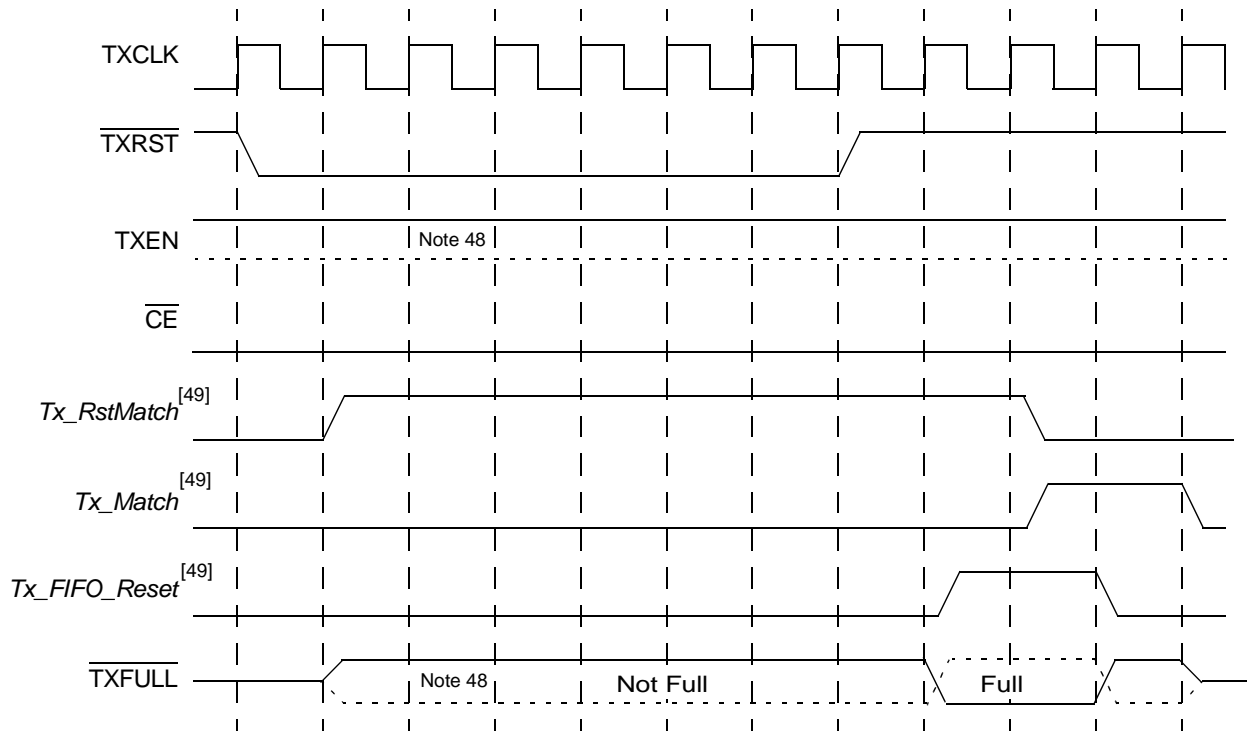 TXCLK
TXRST
TXEN
Note 48
CE
Tx_RstMatch[49]
Tx_Match[49]
Tx_FIFO_Reset[49]
TXFULL
Note 48
Not Full
Full